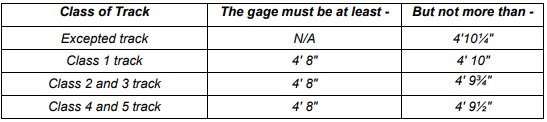 Class of Track The gage must be at least - But not more than -
Excepted track N/A 4'10¼"
Class 1 track 4' 8" 4' 10"
Class 2 and 3 track 4' 8" 4' 9¾"
Class 4 and 5 track 4' 8" 4' 9½"